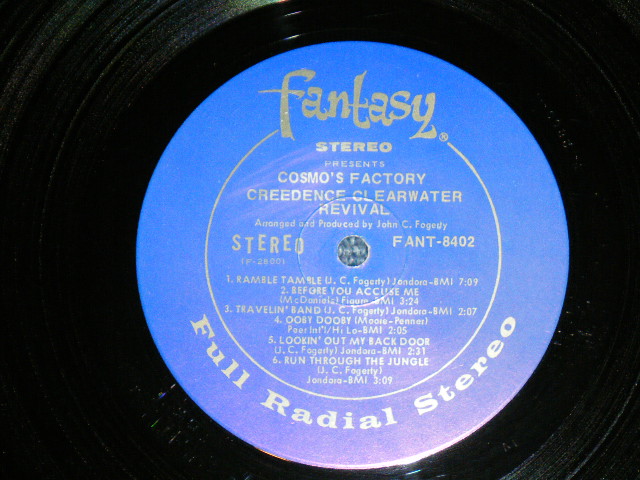 fantasy®
STEREO
PRESENTS
COSMO'S FACTORY
CREEDENCE CLEARWATER
REVIVAL
Arranged and Produced by John C. Fogerty
STEREO FANT-8402
(F-2800)
1. RAMBLE TAMBLE (J. C. Fogerty) Jondora-BMI 7:09
2. BEFORE YOU ACCUSE ME
(McDaniels) Figure-BMI 3:24
3. TRAVELIN' BAND (J. C. Fogerty) Jondora-BMI 2:07
4. OOBY DOOBY (Moore-Penner)
Peer Int'l/Hi Lo-BMI 2:05
5. LOOKIN' OUT MY BACK DOOR
(J. C. Fogerty) Jondora-BMI 2:31
6. RUN THROUGH THE JUNGLE
(J. C. Fogerty)
Jondora-BMI 3:09
Full Radial Stereo